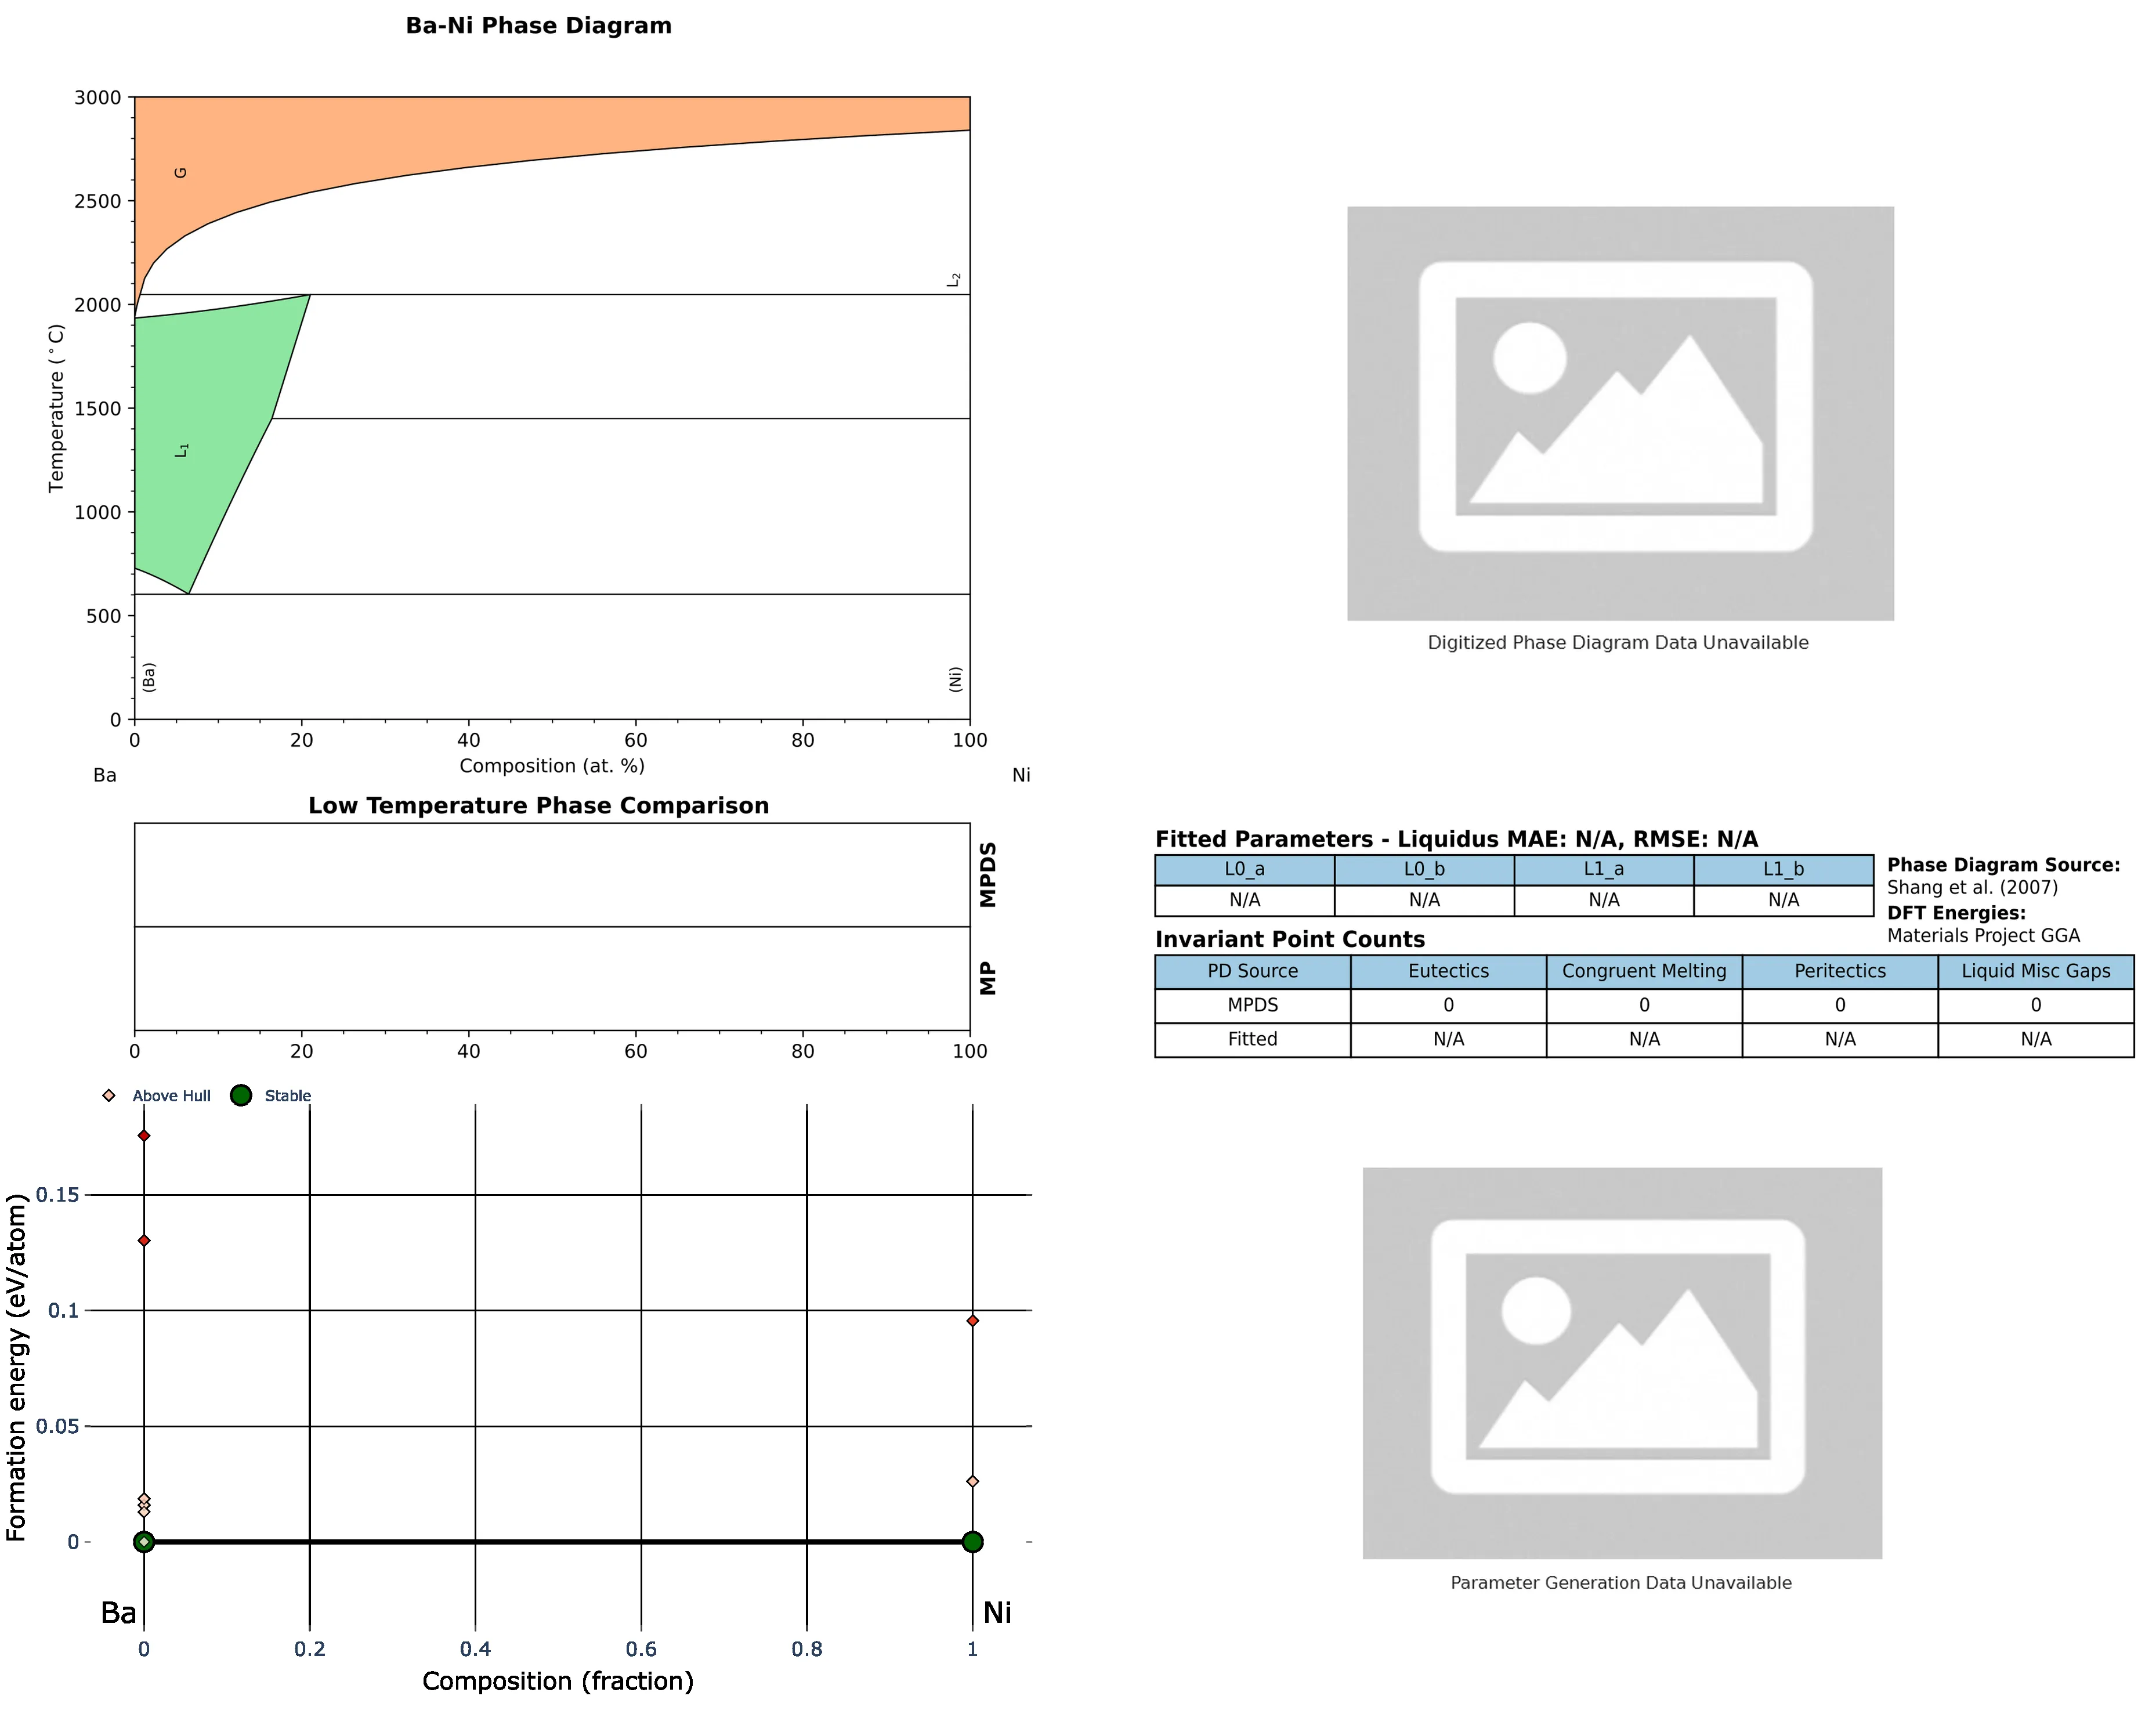 Ba-Ni Phase Diagram
3000
2500
2000
1500
1000
500
0
Temperature (°C)
G
L2
L1
(Ba)
(Ni)
0 20 40 60 80 100
Composition (at. %)
Ba Ni
Digitized Phase Diagram Data Unavailable
Low Temperature Phase Comparison
MPDS
MP
0 20 40 60 80 100
Fitted Parameters - Liquidus MAE: N/A, RMSE: N/A
L0_a L0_b L1_a L1_b
N/A N/A N/A N/A
Phase Diagram Source:
Shang et al. (2007)
DFT Energies:
Materials Project GGA
Invariant Point Counts
PD Source Eutectics Congruent Melting Peritectics Liquid Misc Gaps
MPDS 0 0 0 0
Fitted N/A N/A N/A N/A
Above Hull Stable
0.15
0.1
0.05
0
Formation energy (eV/atom)
Ba Ni
0 0.2 0.4 0.6 0.8 1
Composition (fraction)
Parameter Generation Data Unavailable